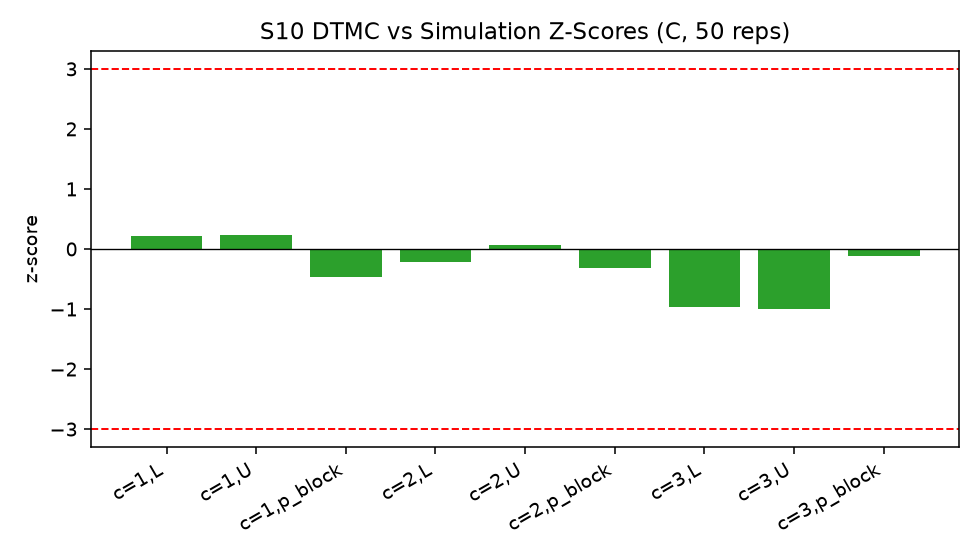 S10 DTMC vs Simulation Z-Scores (C, 50 reps)
z-score
3
2
1
0
−1
−2
−3
c=1,L
c=1,U
c=1,p_block
c=2,L
c=2,U
c=2,p_block
c=3,L
c=3,U
c=3,p_block